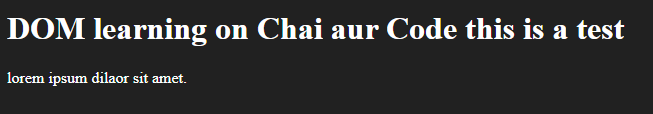 DOM learning on Chai aur Code this is a test
lorem ipsum dilaor sit amet.